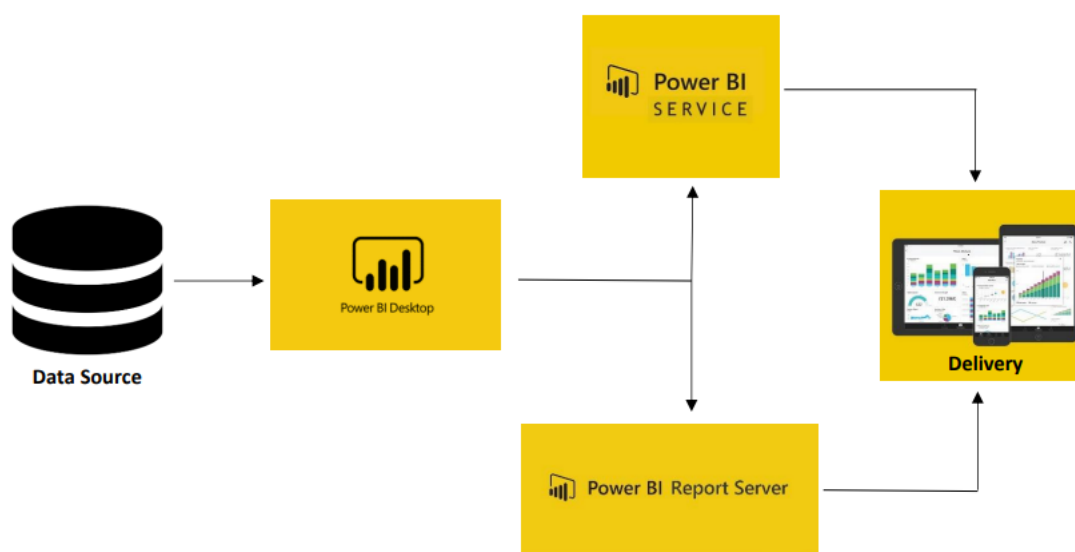 Power BI
SERVICE
Power BI Desktop
Data Source
Delivery
Power BI Report Server